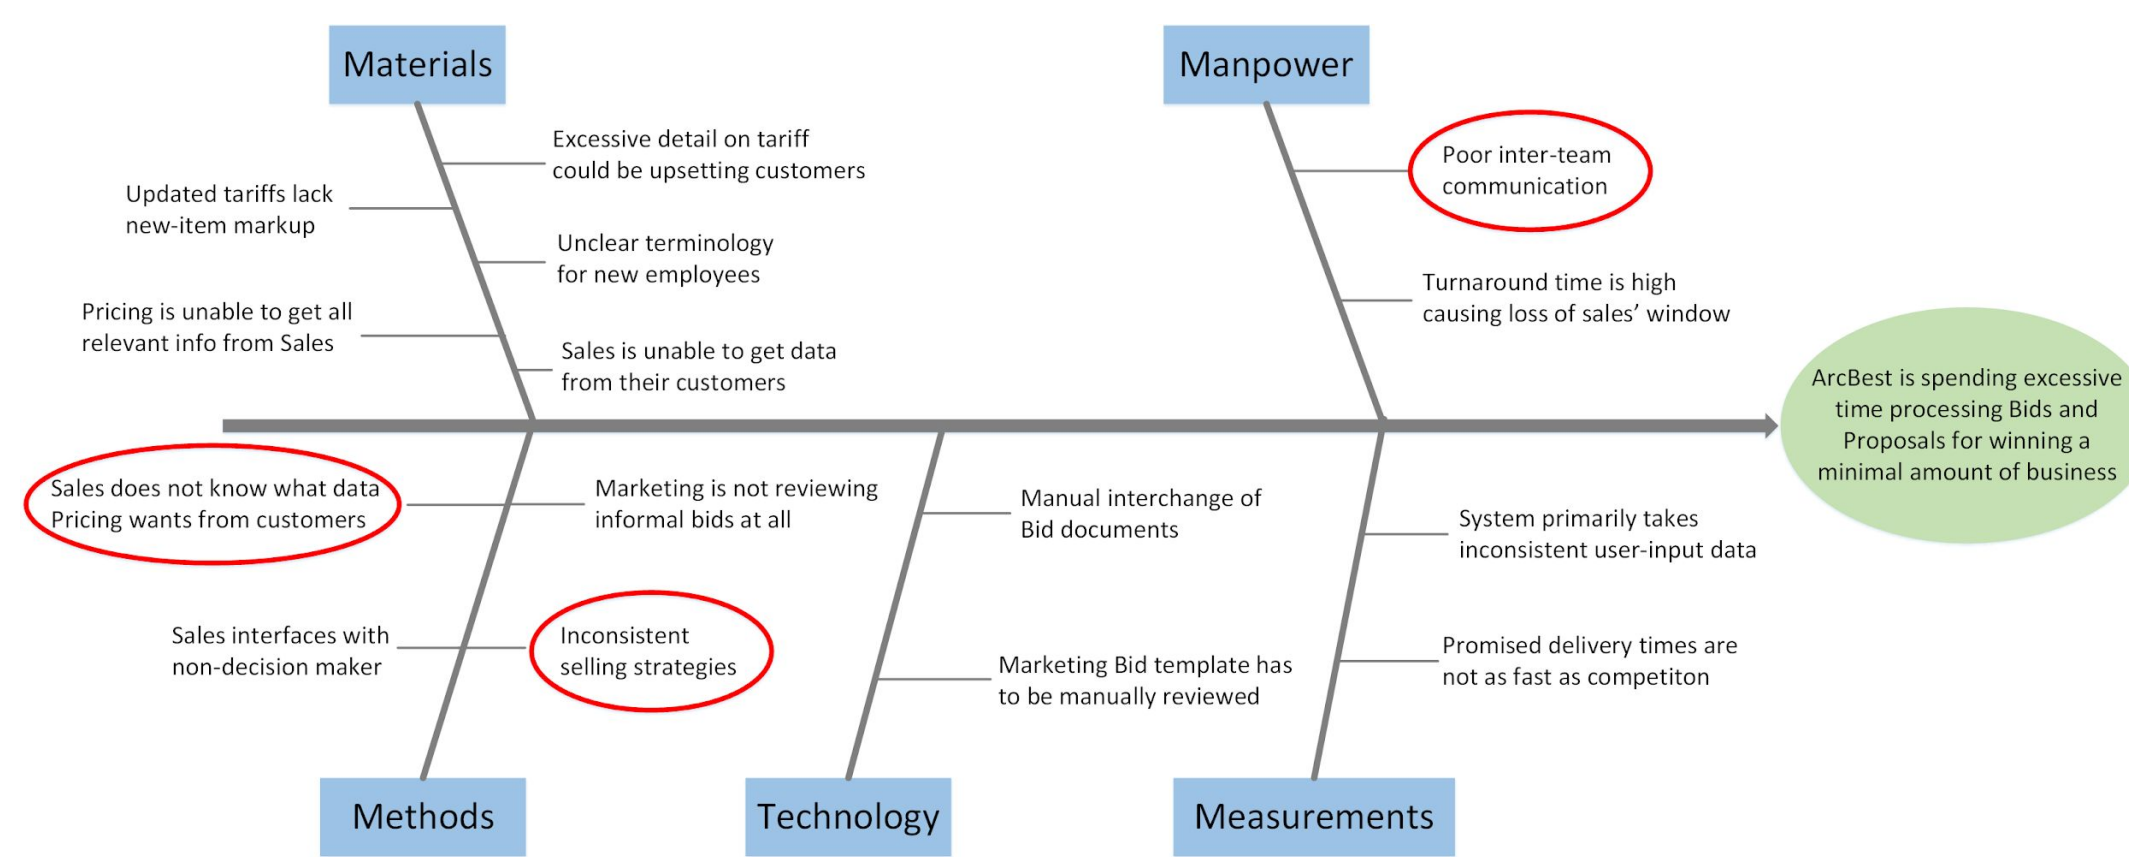 Materials
Manpower
Excessive detail on tariff
could be upsetting customers
Updated tariffs lack
new-item markup
Unclear terminology
for new employees
Pricing is unable to get all
relevant info from Sales
Sales is unable to get data
from their customers
Poor inter-team
communication
Turnaround time is high
causing loss of sales’ window
ArcBest is spending excessive
time processing Bids and
Proposals for winning a
minimal amount of business
Sales does not know what data
Pricing wants from customers
Marketing is not reviewing
informal bids at all
Sales interfaces with
non-decision maker
Inconsistent
selling strategies
Manual interchange of
Bid documents
Marketing Bid template has
to be manually reviewed
System primarily takes
inconsistent user-input data
Promised delivery times are
not as fast as competiton
Methods
Technology
Measurements